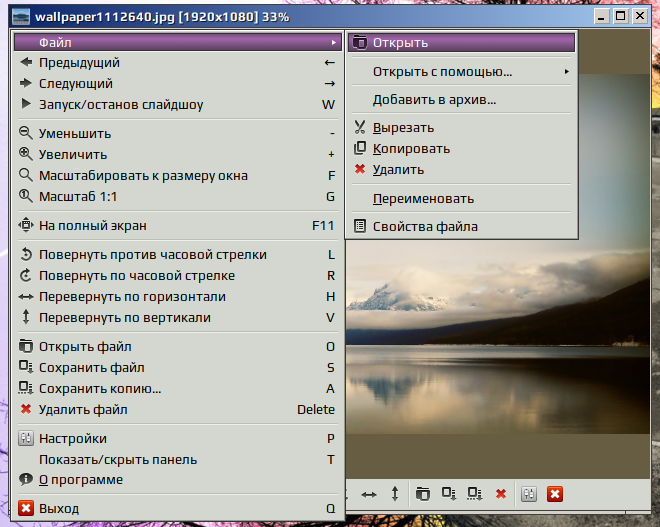 wallpaper1112640.jpg [1920x1080] 33%
Файл
Предыдущий ←
Следующий →
Запуск/останов слайдшоу W
Уменьшить -
Увеличить +
Масштабировать к размеру окна F
Масштаб 1:1 G
На полный экран F11
Повернуть против часовой стрелки L
Повернуть по часовой стрелке R
Перевернуть по горизонтали H
Перевернуть по вертикали V
Открыть файл O
Сохранить файл S
Сохранить копию... A
Удалить файл Delete
Настройки P
Показать/скрыть панель T
О программе
Выход Q
Открыть
Открыть с помощью...
Добавить в архив...
Вырезать
Копировать
Удалить
Переименовать
Свойства файла